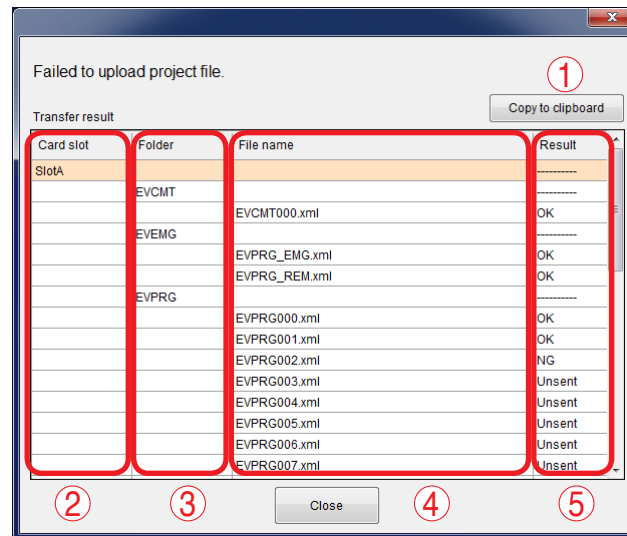 Failed to upload project file.
①
Copy to clipboard
Transfer result
Card slot Folder File name Result
SlotA ----------
EVCMT ----------
EVCMT000.xml OK
EVEMG ----------
EVPRG_EMG.xml OK
EVPRG_REM.xml OK
EVPRG ----------
EVPRG000.xml OK
EVPRG001.xml OK
EVPRG002.xml NG
EVPRG003.xml Unsent
EVPRG004.xml Unsent
EVPRG005.xml Unsent
EVPRG006.xml Unsent
EVPRG007.xml Unsent
② ③ Close ④ ⑤